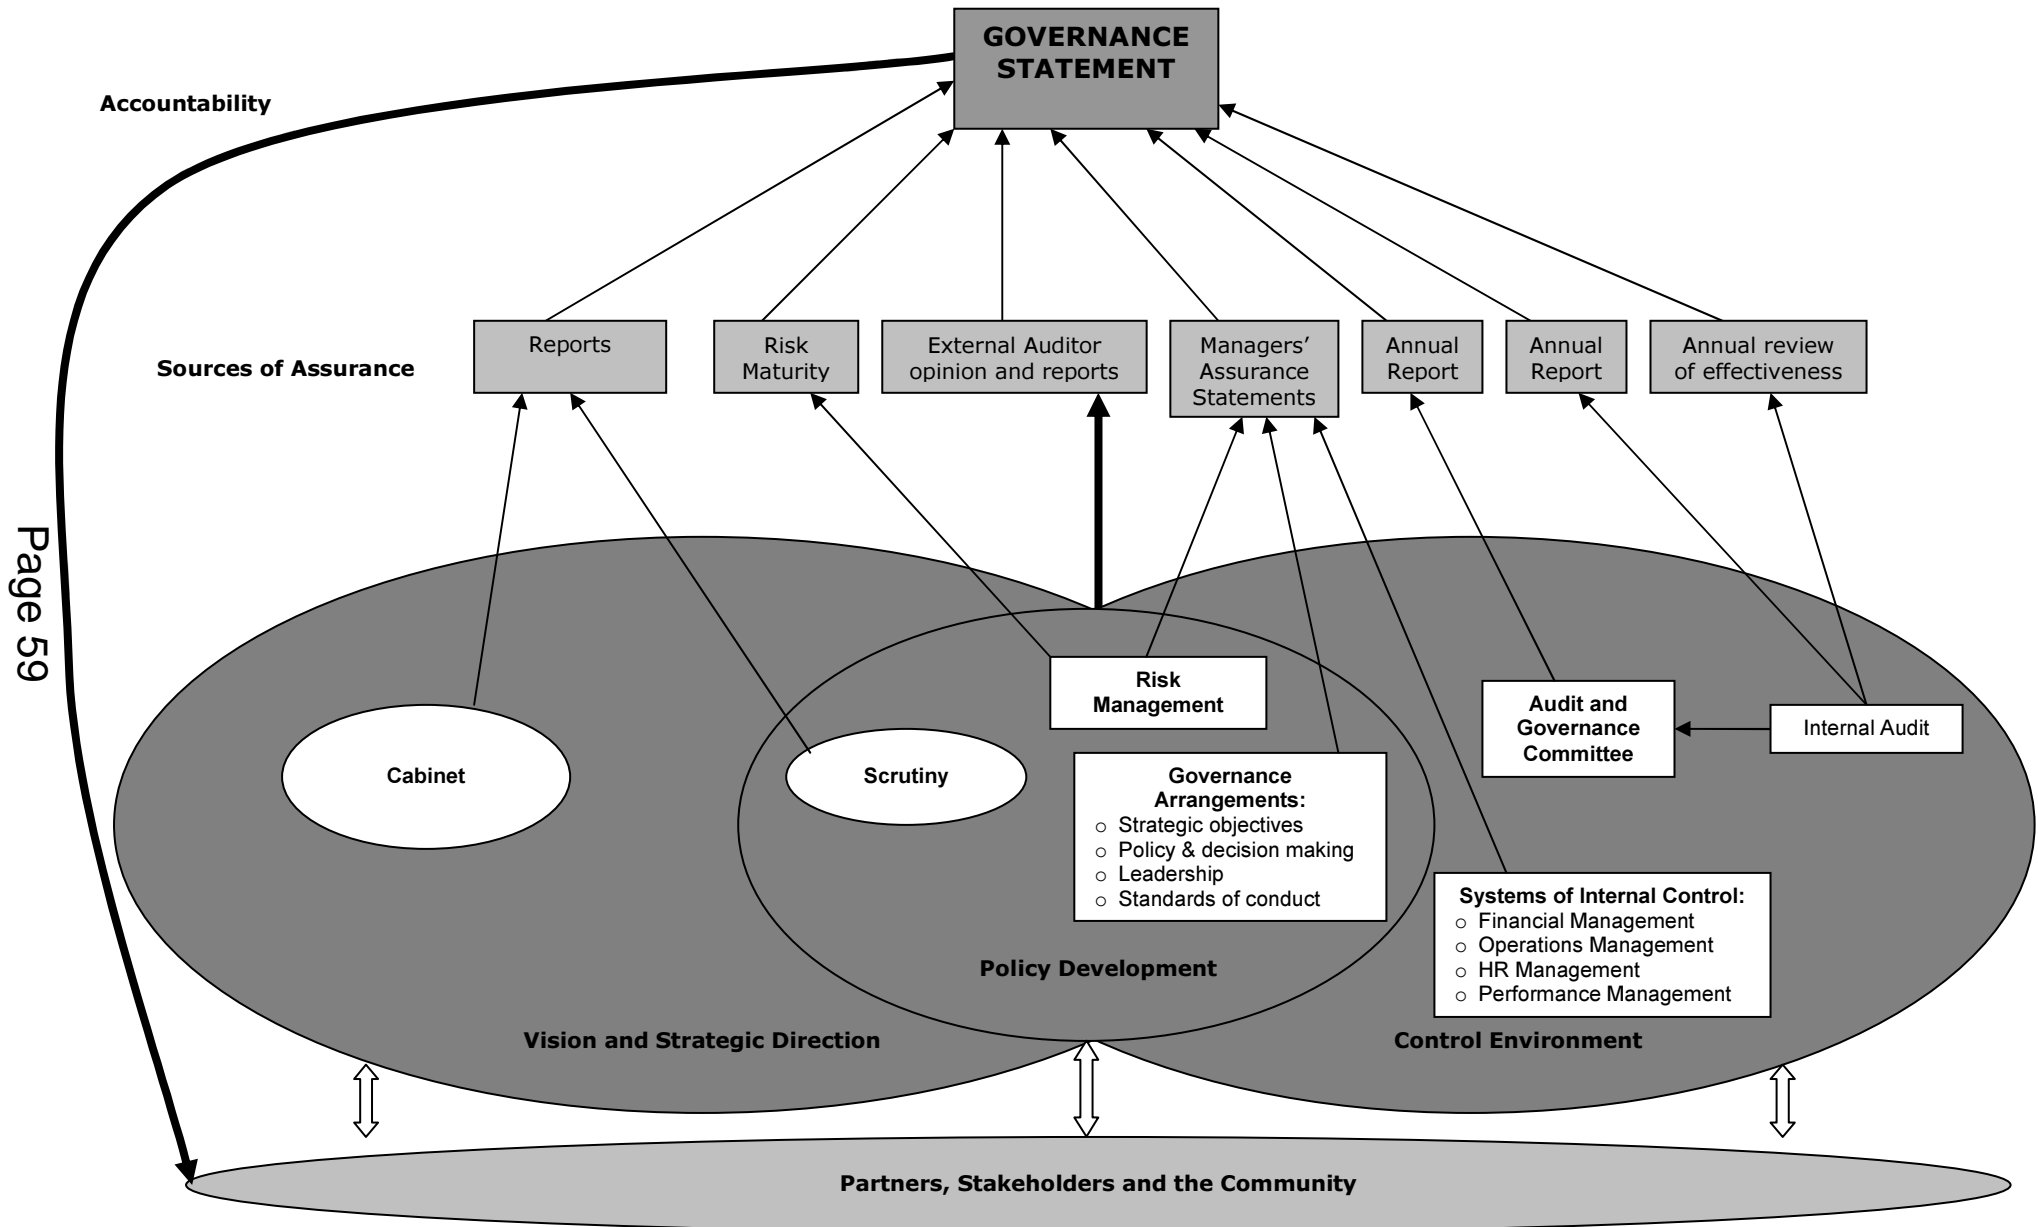 GOVERNANCE
STATEMENT
Accountability
Sources of Assurance
Reports
Risk
Maturity
External Auditor
opinion and reports
Managers’
Assurance
Statements
Annual
Report
Annual
Report
Annual review
of effectiveness
Page 59
Cabinet
Scrutiny
Risk
Management
Governance
Arrangements:
o Strategic objectives
o Policy & decision making
o Leadership
o Standards of conduct
Audit and
Governance
Committee
Internal Audit
Systems of Internal Control:
o Financial Management
o Operations Management
o HR Management
o Performance Management
Policy Development
Vision and Strategic Direction
Control Environment
Partners, Stakeholders and the Community